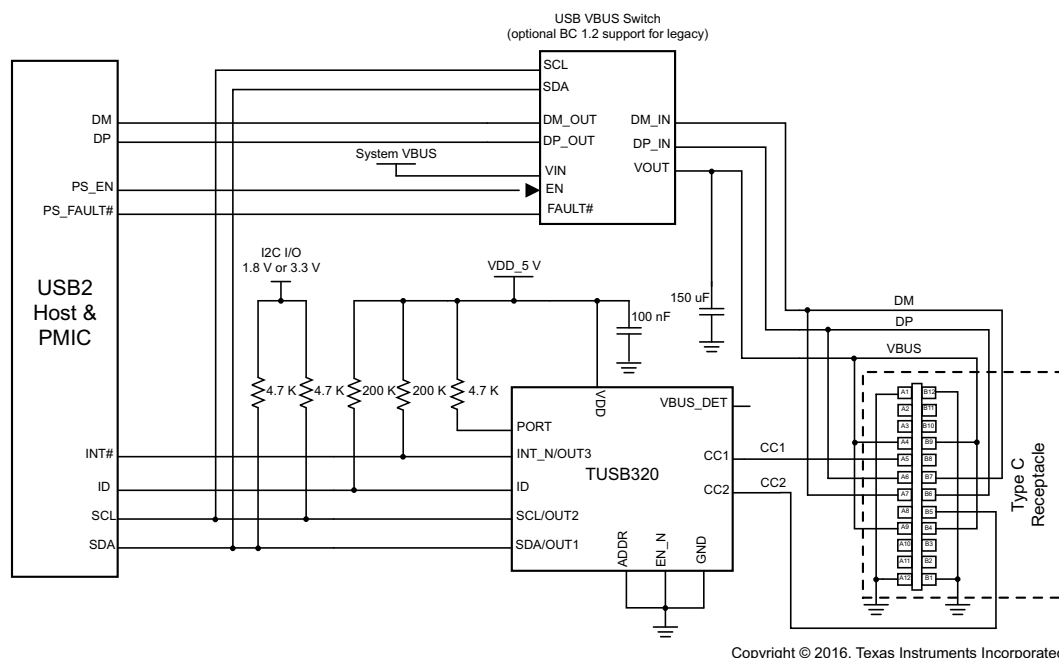 USB VBUS Switch
(optional BC 1.2 support for legacy)
SCL
SDA
DM
DM_OUT
DM_IN
DP
DP_OUT
DP_IN
System VBUS
VIN
VOUT
PS_EN
EN
PS_FAULT#
FAULT#
I2C I/O
1.8 V or 3.3 V
VDD_5 V
USB2
Host &
PMIC
150 uF
100 nF
DM
DP
VBUS
4.7 K
4.7 K
200 K
200 K
4.7 K
VDD
VBUS_DET
PORT
INT#
INT_N/OUT3
CC1
CC1
TUSB320
ID
ID
CC2
CC2
SCL
SCL/OUT2
SDA
SDA/OUT1
ADDR
EN_N
GND
A1
B12
A2
B11
A3
B10
A4
B9
A5
B8
A6
B7
A7
B6
A8
B5
A9
B4
A10
B3
A11
B2
A12
B1
Type C
Receptacle
Copyright © 2016, Texas Instruments Incorporated